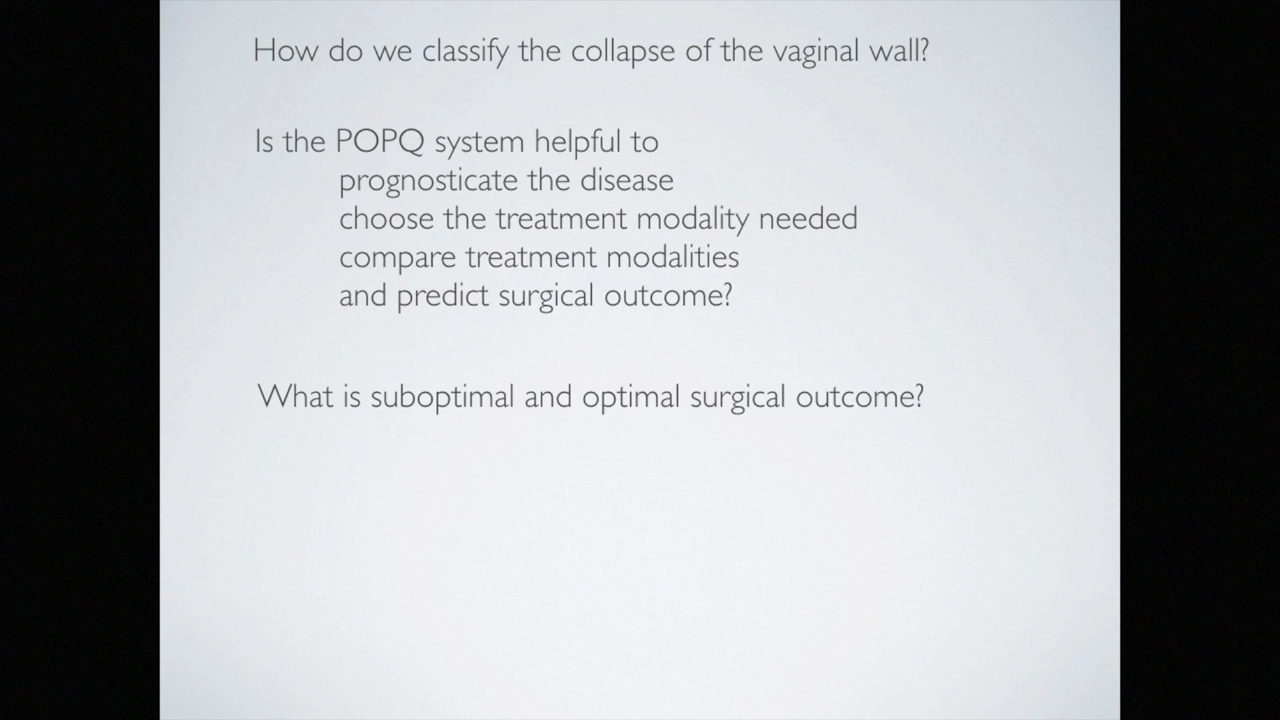 How do we classify the collapse of the vaginal wall?
Is the POPQ system helpful to
prognosticate the disease
choose the treatment modality needed
compare treatment modalities
and predict surgical outcome?
What is suboptimal and optimal surgical outcome?